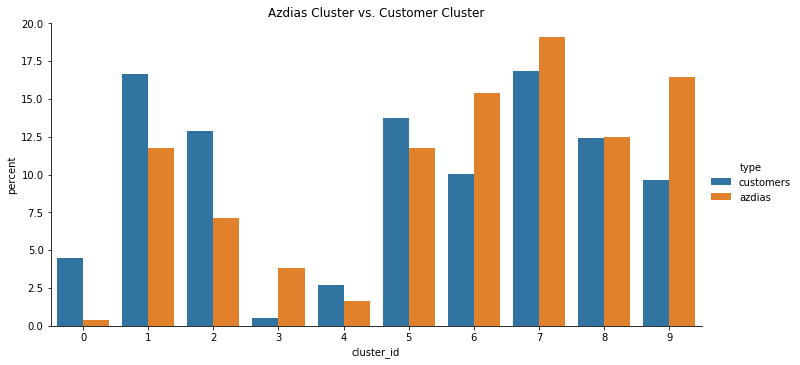 Azdias Cluster vs. Customer Cluster
20.0
17.5
15.0
12.5
10.0
7.5
5.0
2.5
0.0
percent
0 1 2 3 4 5 6 7 8 9
cluster_id
type
customers
azdias